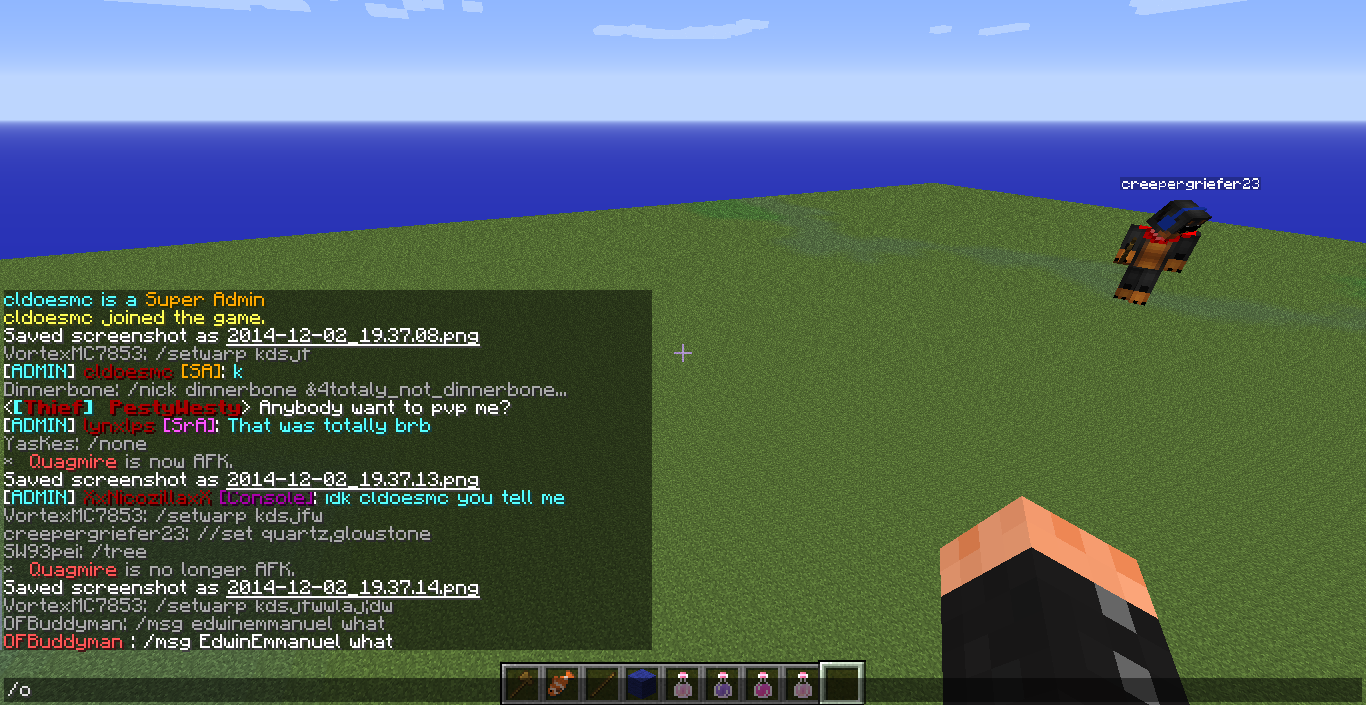 creepergriefer23
cldoesmc is a Super Admin
cldoesmc joined the game.
Saved screenshot as 2014-12-02_19.37.08.png
VortexMC7853: /setwarp kds,jf
[ADMIN] cldoesmc [SA]: k
Dinnerbone: /nick dinnerbone &4totaly_not_dinnerbone...
<[Thief] PestyWesty> Anybody want to pvp me?
[ADMIN] lynxlps [SrA]: That was totally brb
YasKes: /none
* Quagmire is now AFK.
Saved screenshot as 2014-12-02_19.37.13.png
[ADMIN] XxNicozillaxX [Console]: idk cldoesmc you tell me
VortexMC7853: /setwarp kds,jfw
creepergriefer23: //set quartz,glowstone
SW93pei: /tree
* Quagmire is no longer AFK.
Saved screenshot as 2014-12-02_19.37.14.png
VortexMC7853: /setwarp kds,jfwwlaj;dw
OFBuddyman: /msg edwinemmanuel what
OFBuddyman : /msg EdwinEmmanuel what
/o